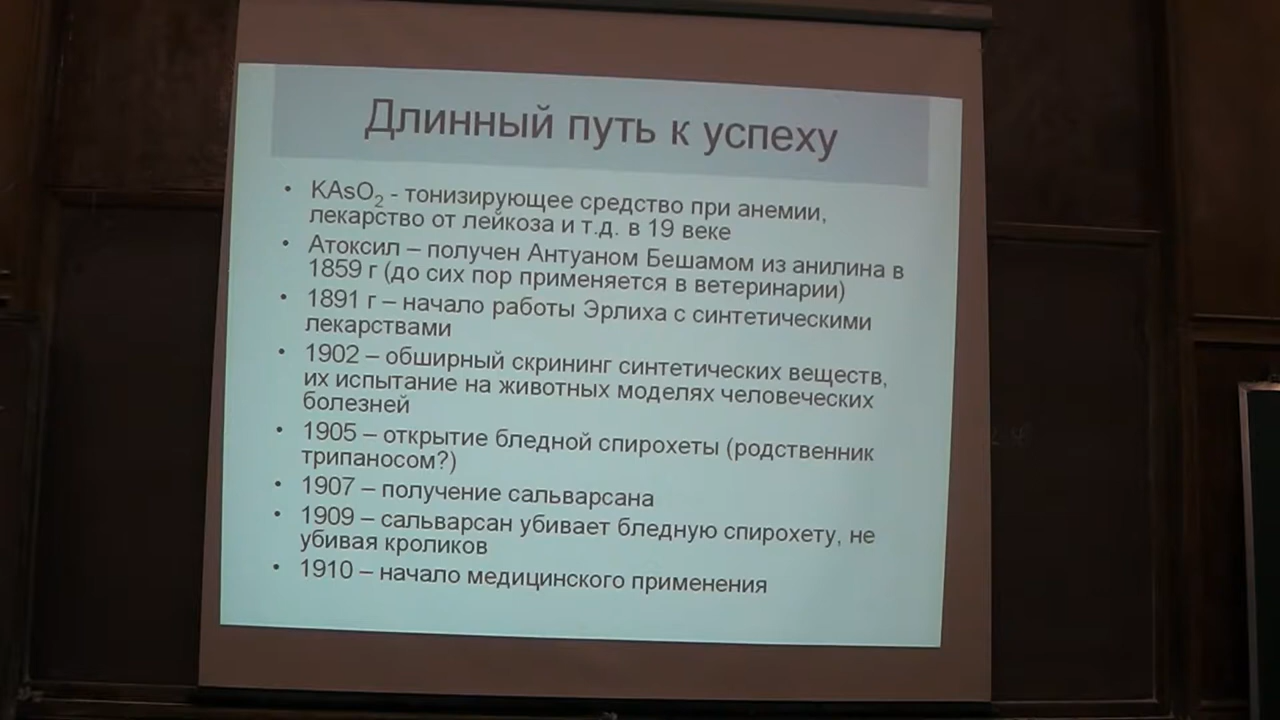 Длинный путь к успеху
• KAsO₂ - тонизирующее средство при анемии,
лекарство от лейкоза и т.д. в 19 веке
• Атоксил – получен Антуаном Бешамом из анилина в
1859 г (до сих пор применяется в ветеринарии)
• 1891 г – начало работы Эрлиха с синтетическими
лекарствами
• 1902 – обширный скрининг синтетических веществ,
их испытание на животных моделях человеческих
болезней
• 1905 – открытие бледной спирохеты (родственник
трипаносом?)
• 1907 – получение сальварсана
• 1909 – сальварсан убивает бледную спирохету, не
убивая кроликов
• 1910 – начало медицинского применения